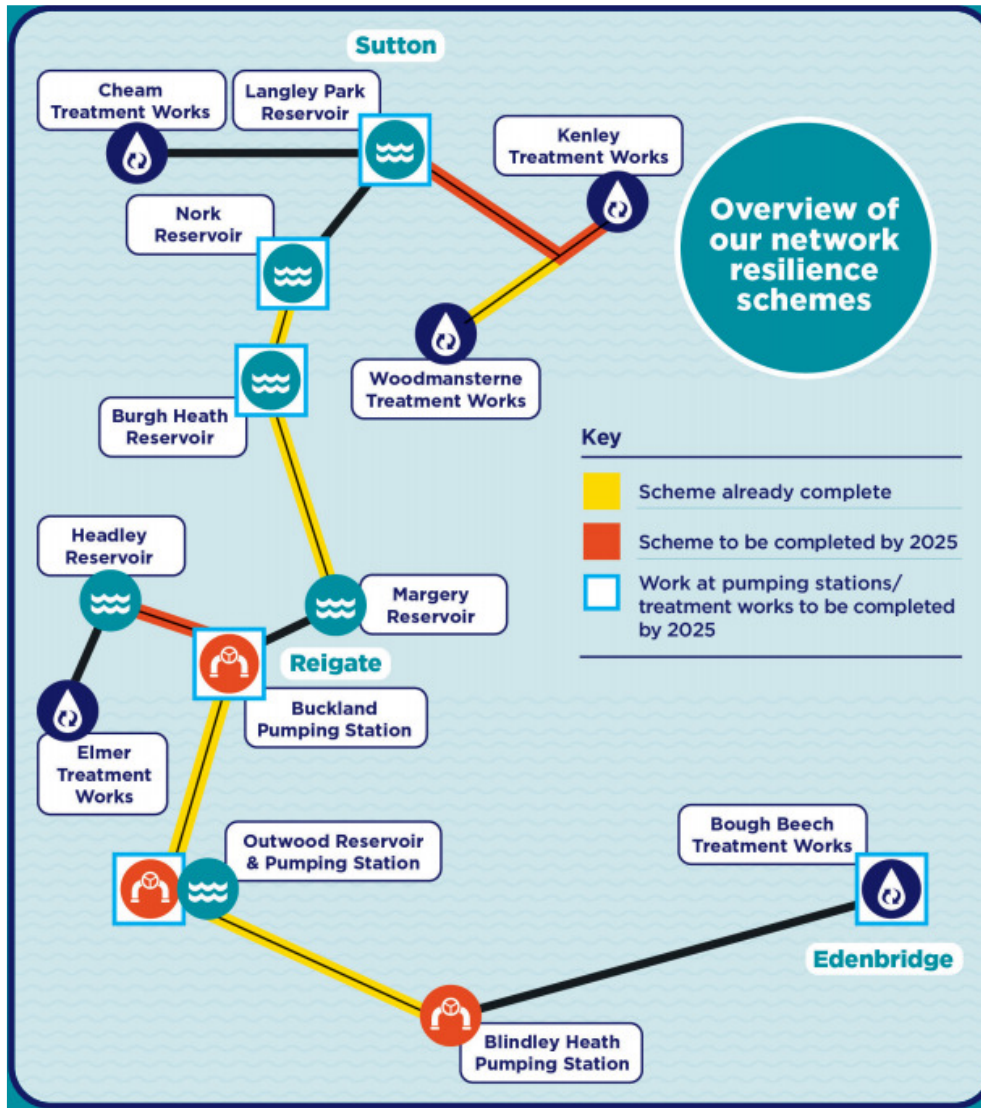 Sutton
Cheam
Treatment Works
Langley Park
Reservoir
Kenley
Treatment Works
Nork
Reservoir
Overview of
our network
resilience
schemes
Woodmansterne
Treatment Works
Burgh Heath
Reservoir
Key
Scheme already complete
Scheme to be completed by 2025
Work at pumping stations/
treatment works to be completed
by 2025
Headley
Reservoir
Margery
Reservoir
Reigate
Buckland
Pumping Station
Elmer
Treatment
Works
Outwood Reservoir
& Pumping Station
Bough Beech
Treatment Works
Edenbridge
Blindley Heath
Pumping Station